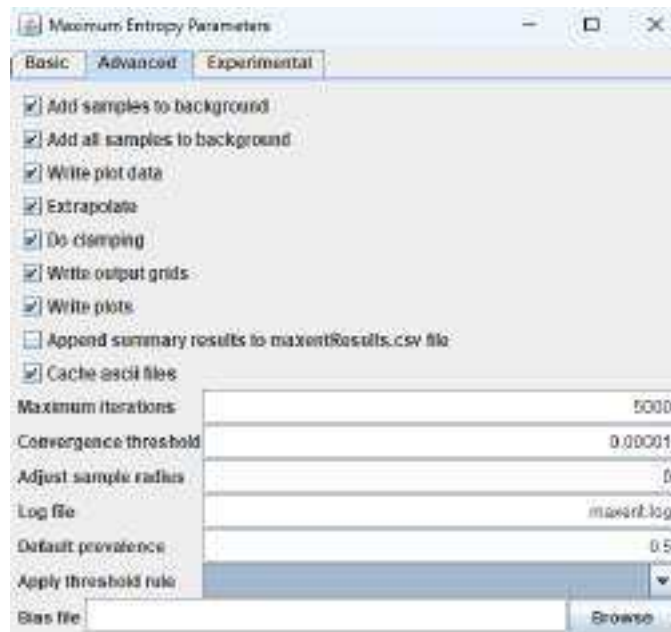 Maximum Entropy Parameters
Basic Advanced Experimental
Add samples to background
Add all samples to background
Write plot data
Extrapolate
Do clamping
Write output grids
Write plots
Append summary results to maxentResults.csv file
Cache ascii files
Maximum iterations 5000
Convergence threshold 0.00001
Adjust sample radius 0
Log file maxent.log
Default prevalence 0.5
Apply threshold rule
Bias file Browse